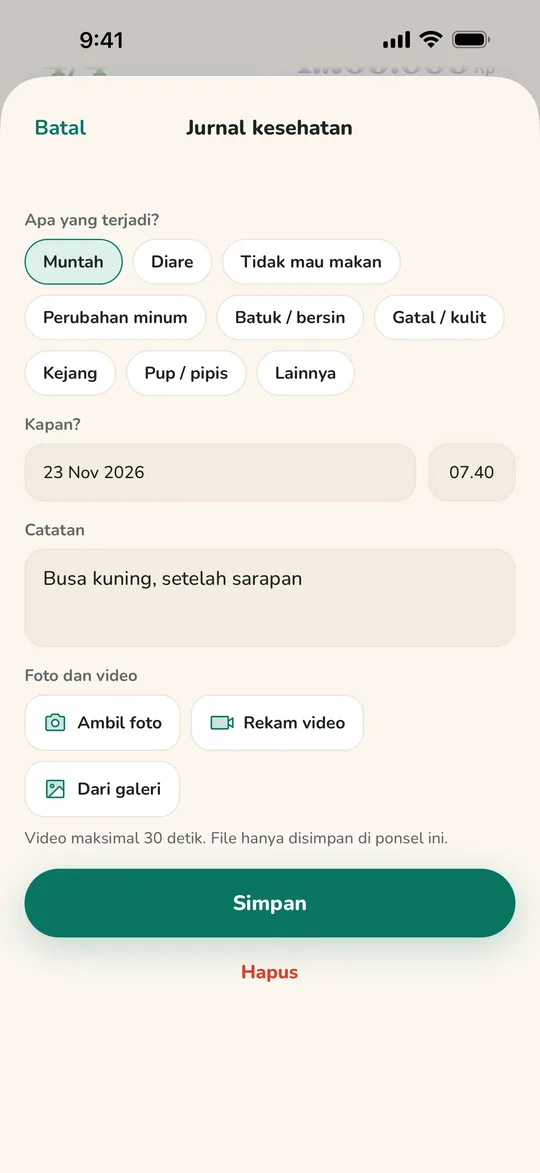 9:41
Batal
Jurnal kesehatan
Apa yang terjadi?
Muntah
Diare
Tidak mau makan
Perubahan minum
Batuk / bersin
Gatal / kulit
Kejang
Pup / pipis
Lainnya
Kapan?
23 Nov 2026
07.40
Catatan
Busa kuning, setelah sarapan
Foto dan video
Ambil foto
Rekam video
Dari galeri
Video maksimal 30 detik. File hanya disimpan di ponsel ini.
Simpan
Hapus